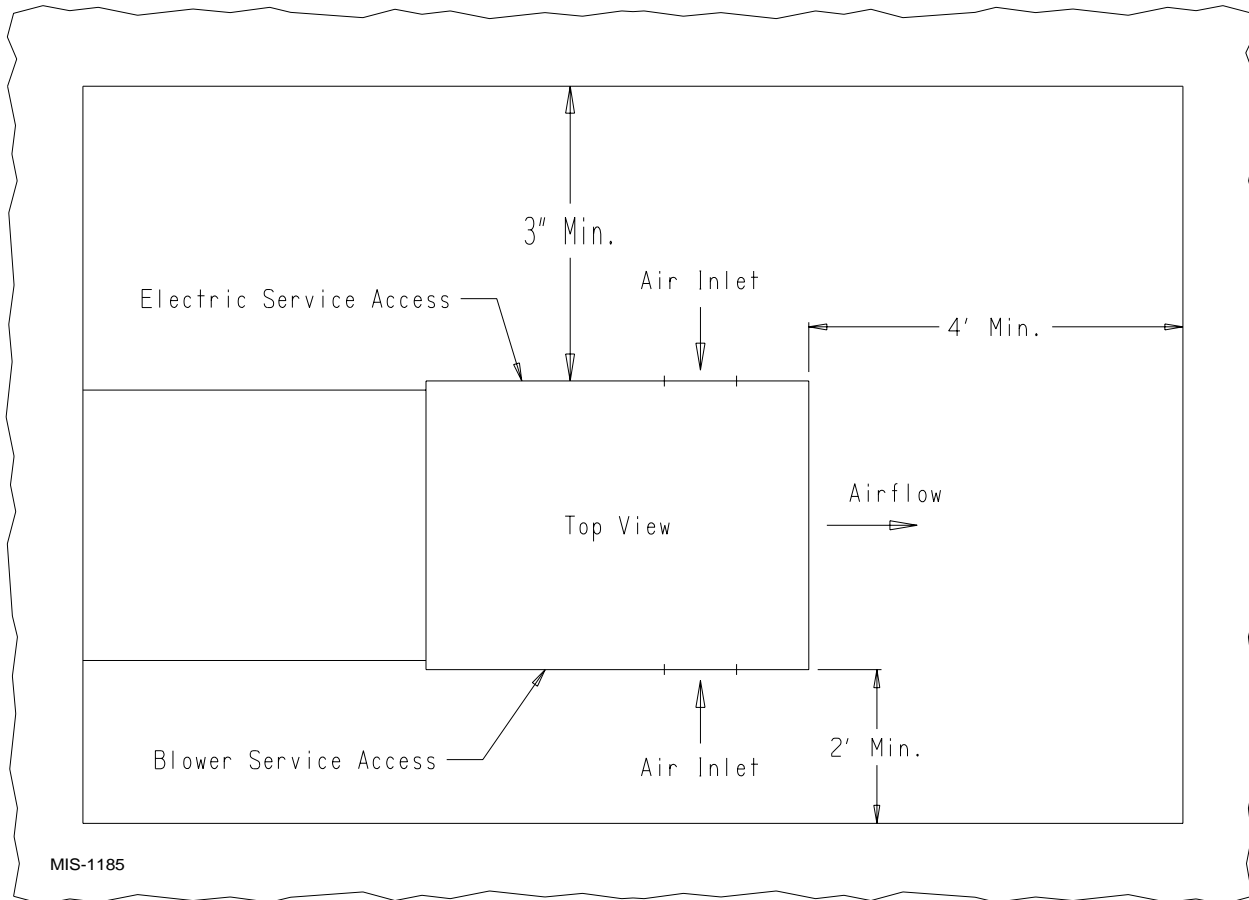 3" Min.
Air Inlet
Electric Service Access
4' Min.
Airflow
Top View
2' Min.
Blower Service Access
Air Inlet
MIS-1185